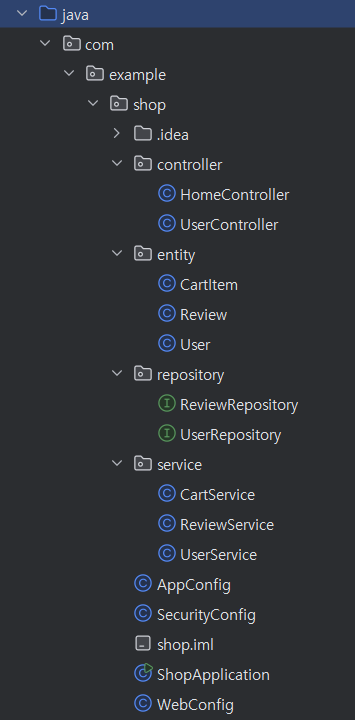 java
com
example
shop
.idea
controller
HomeController
UserController
entity
CartItem
Review
User
repository
ReviewRepository
UserRepository
service
CartService
ReviewService
UserService
AppConfig
SecurityConfig
shop.iml
ShopApplication
WebConfig